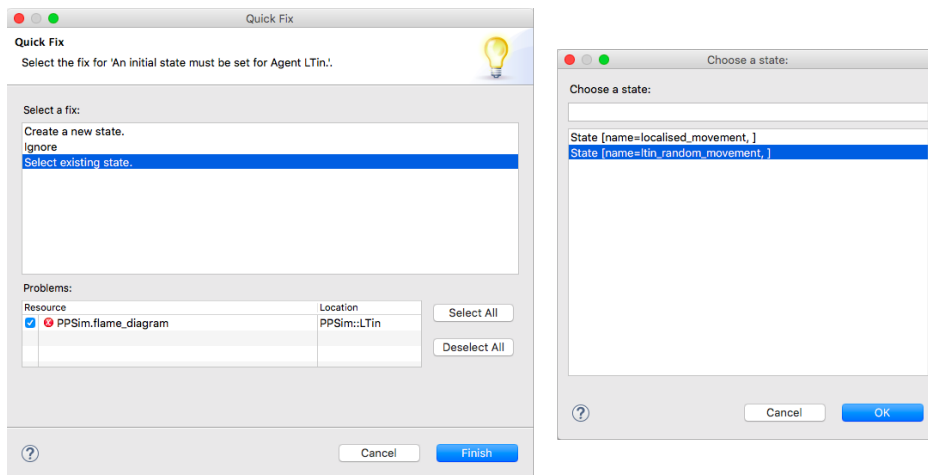 Quick Fix
Quick Fix
Select the fix for 'An initial state must be set for Agent LTin.'.
Select a fix:
Create a new state.
Ignore
Select existing state.
Problems:
Resource Location
PPSim.flame_diagram PPSim::LTin
Select All
Deselect All
? Cancel Finish
Choose a state:
Choose a state:
State [name=localised_movement, ]
State [name=ltin_random_movement, ]
? Cancel OK